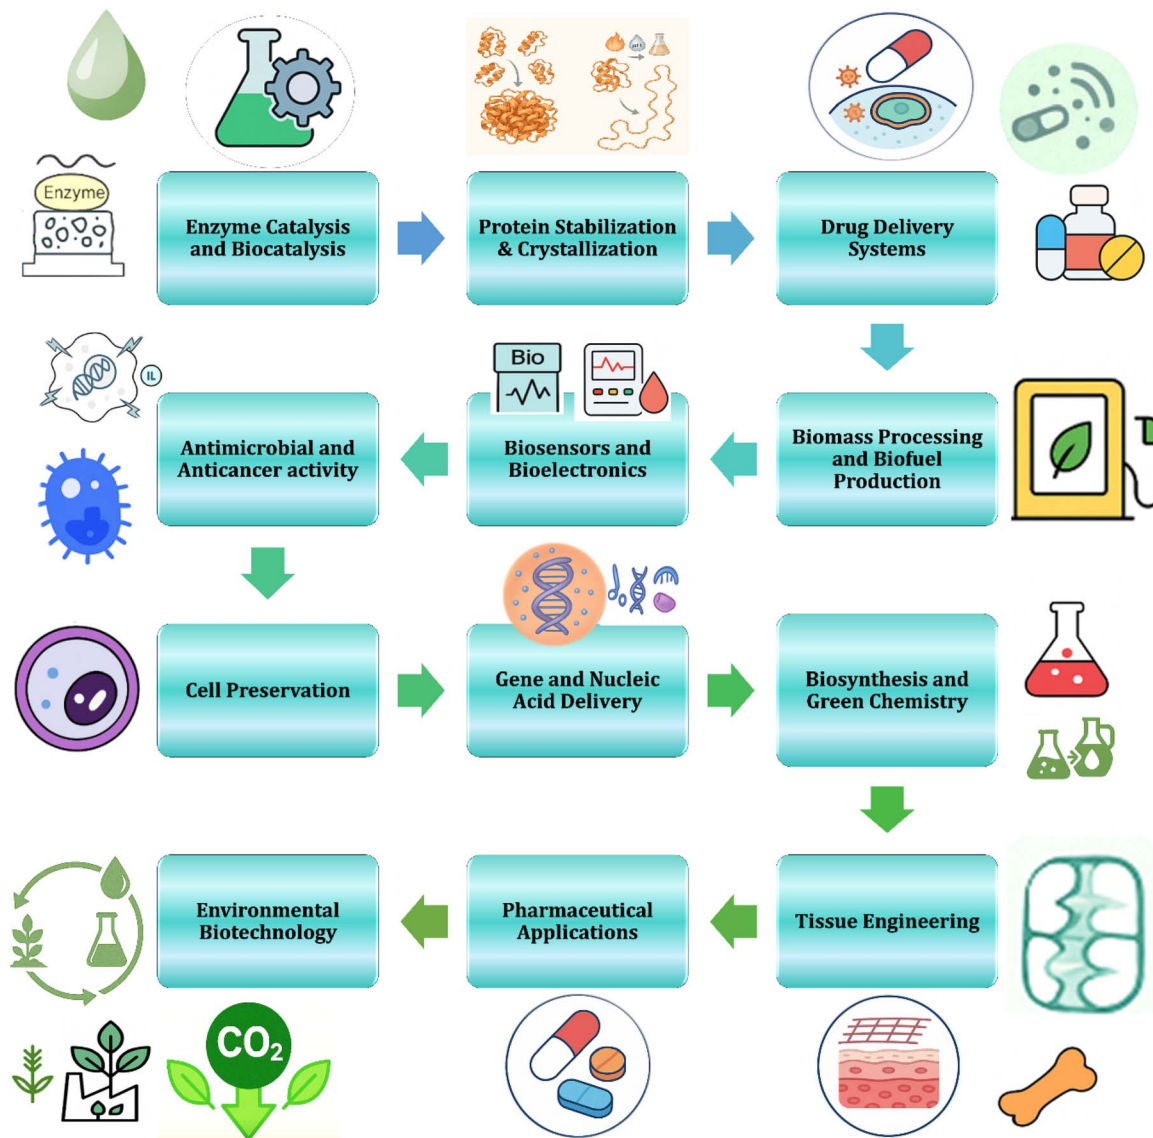 Enzyme
Enzyme Catalysis
and Biocatalysis
Protein Stabilization
& Crystallization
Drug Delivery
Systems
IL
Antimicrobial and
Anticancer activity
Bio
Biosensors and
Bioelectronics
Biomass Processing
and Biofuel
Production
Cell Preservation
Gene and Nucleic
Acid Delivery
Biosynthesis and
Green Chemistry
Environmental
Biotechnology
Pharmaceutical
Applications
Tissue Engineering
CO₂